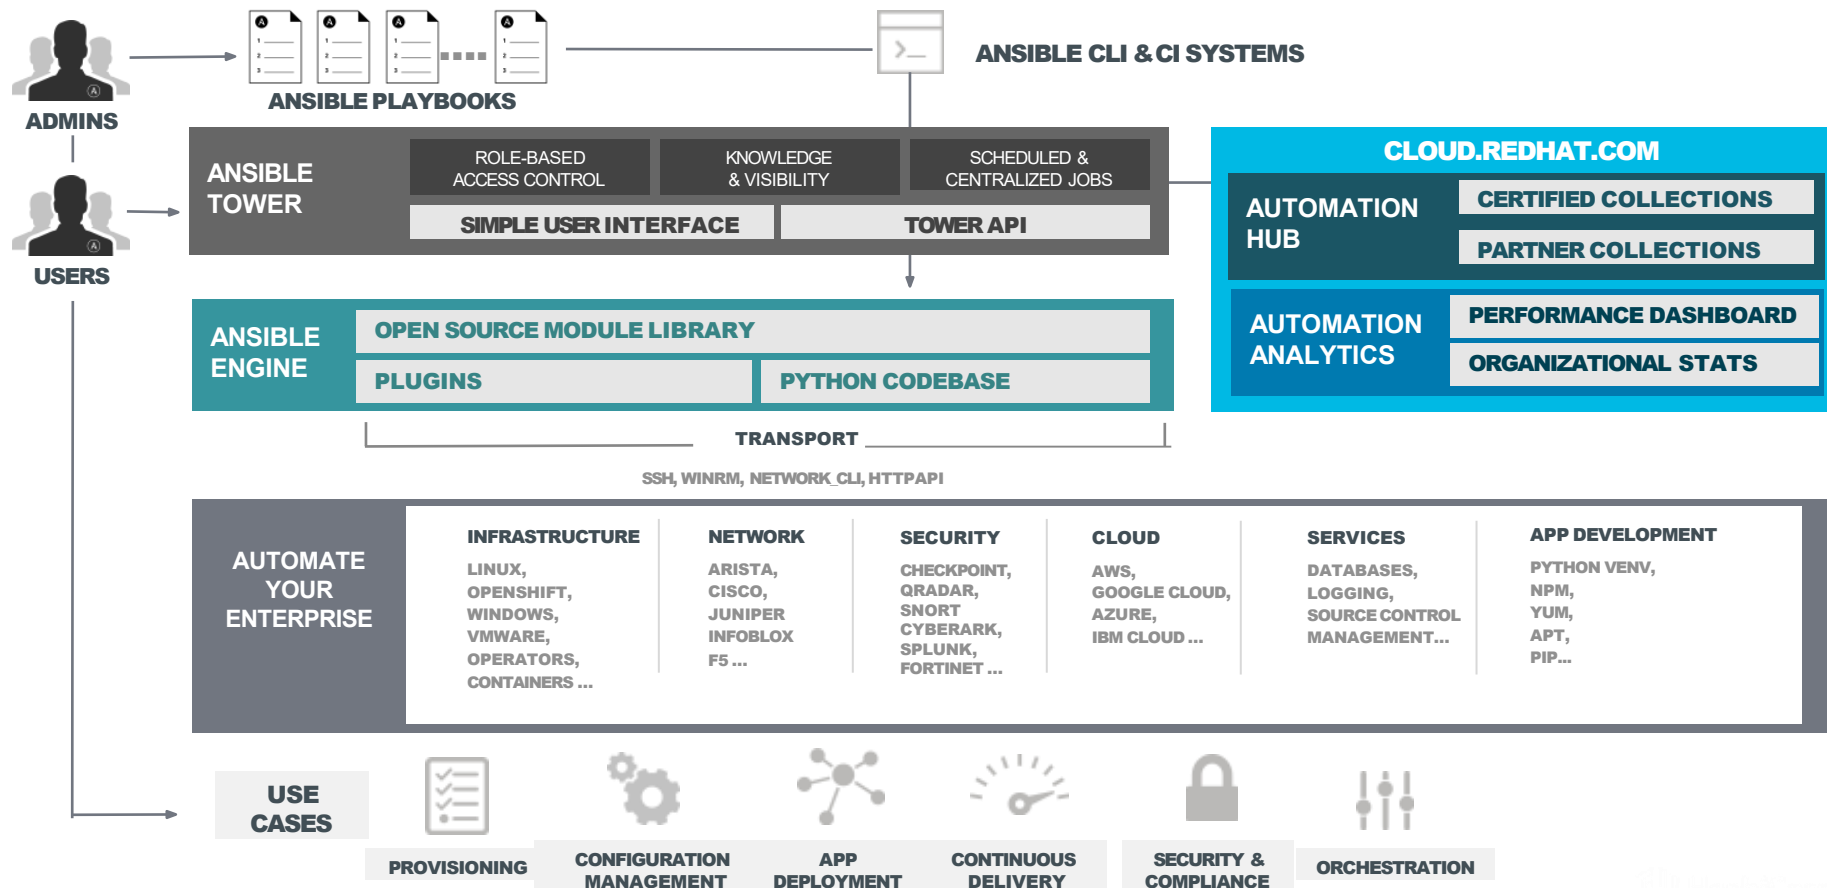 ANSIBLE CLI & CI SYSTEMS
ANSIBLE PLAYBOOKS
ADMINS
USERS
ANSIBLE
TOWER
ROLE-BASED
ACCESS CONTROL
KNOWLEDGE
& VISIBILITY
SCHEDULED &
CENTRALIZED JOBS
SIMPLE USER INTERFACE
TOWER API
CLOUD.REDHAT.COM
AUTOMATION
HUB
CERTIFIED COLLECTIONS
PARTNER COLLECTIONS
AUTOMATION
ANALYTICS
PERFORMANCE DASHBOARD
ORGANIZATIONAL STATS
ANSIBLE
ENGINE
OPEN SOURCE MODULE LIBRARY
PLUGINS
PYTHON CODEBASE
TRANSPORT
SSH, WINRM, NETWORK_CLI, HTTPAPI
AUTOMATE
YOUR
ENTERPRISE
INFRASTRUCTURE
LINUX,
OPENSHIFT,
WINDOWS,
VMWARE,
OPERATORS,
CONTAINERS ...
NETWORK
ARISTA,
CISCO,
JUNIPER
INFOBLOX
F5 ...
SECURITY
CHECKPOINT,
QRADAR,
SNORT
CYBERARK,
SPLUNK,
FORTINET ...
CLOUD
AWS,
GOOGLE CLOUD,
AZURE,
IBM CLOUD ...
SERVICES
DATABASES,
LOGGING,
SOURCE CONTROL
MANAGEMENT...
APP DEVELOPMENT
PYTHON VENV,
NPM,
YUM,
APT,
PIP...
USE
CASES
PROVISIONING
CONFIGURATION
MANAGEMENT
APP
DEPLOYMENT
CONTINUOUS
DELIVERY
SECURITY &
COMPLIANCE
ORCHESTRATION